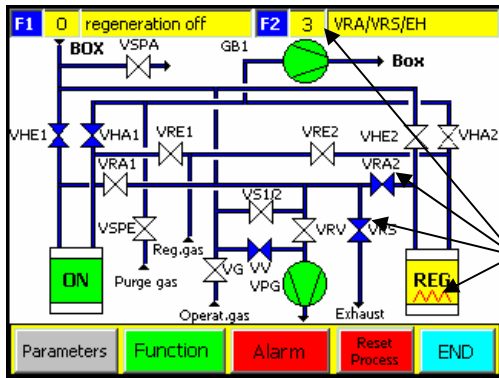 F1 0 regeneration off F2 3 VRA/VRS/EH
BOX VSPA GB1 Box
VHE1 VHA1 VRE1 VRE2 VHE2 VHA2
VRA1 VRA2
VS1/2
VSPE VRV VRS
Reg.gas
ON Purge gas VG VV REG
VPG
Operat.gas Exhaust
Parameters Function Alarm Reset Process END